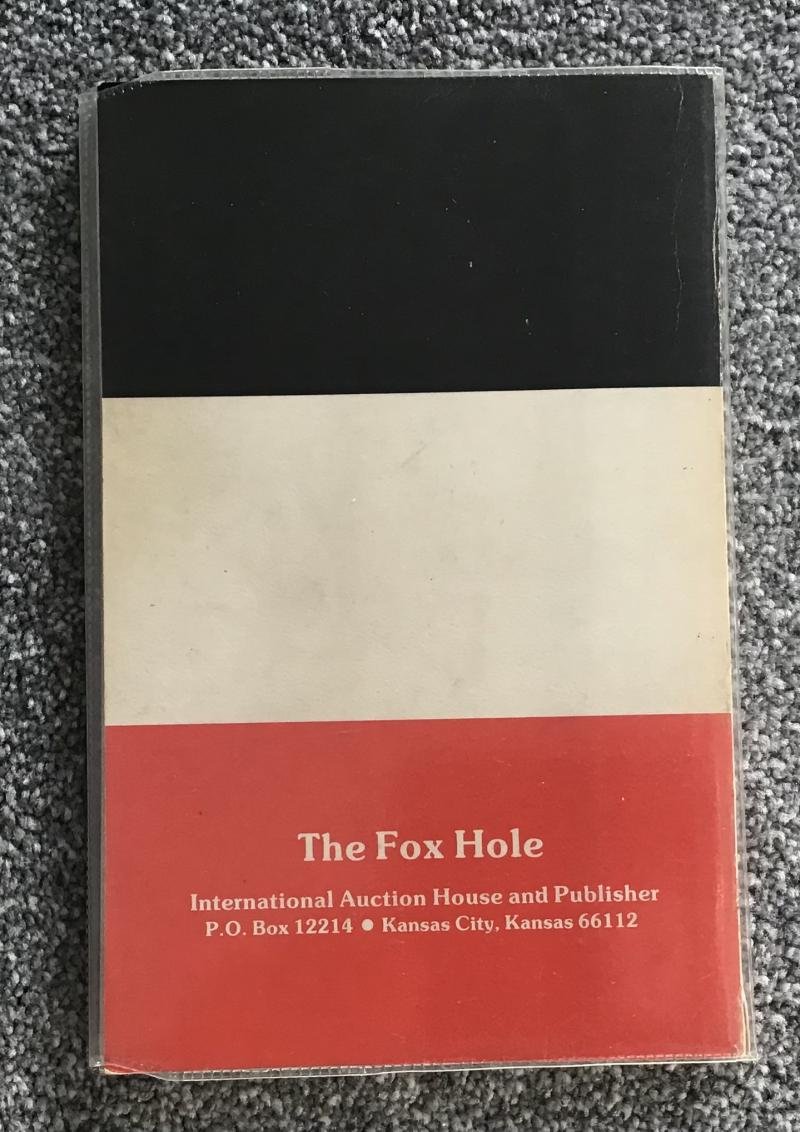 The Fox Hole
International Auction House and Publisher
P.O. Box 12214 ● Kansas City, Kansas 66112